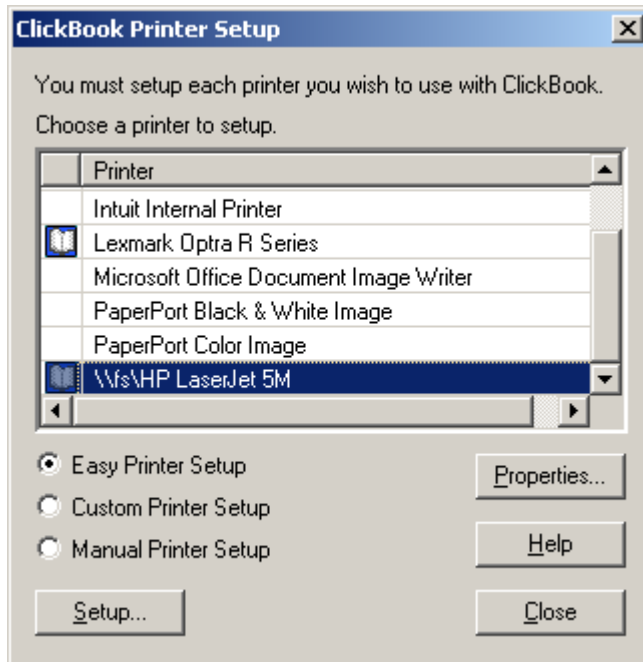 ClickBook Printer Setup
You must setup each printer you wish to use with ClickBook.
Choose a printer to setup.
Printer
Intuit Internal Printer
Lexmark Optra R Series
Microsoft Office Document Image Writer
PaperPort Black & White Image
PaperPort Color Image
\\fs\HP LaserJet 5M
Easy Printer Setup
Properties...
Custom Printer Setup
Manual Printer Setup
Help
Setup...
Close